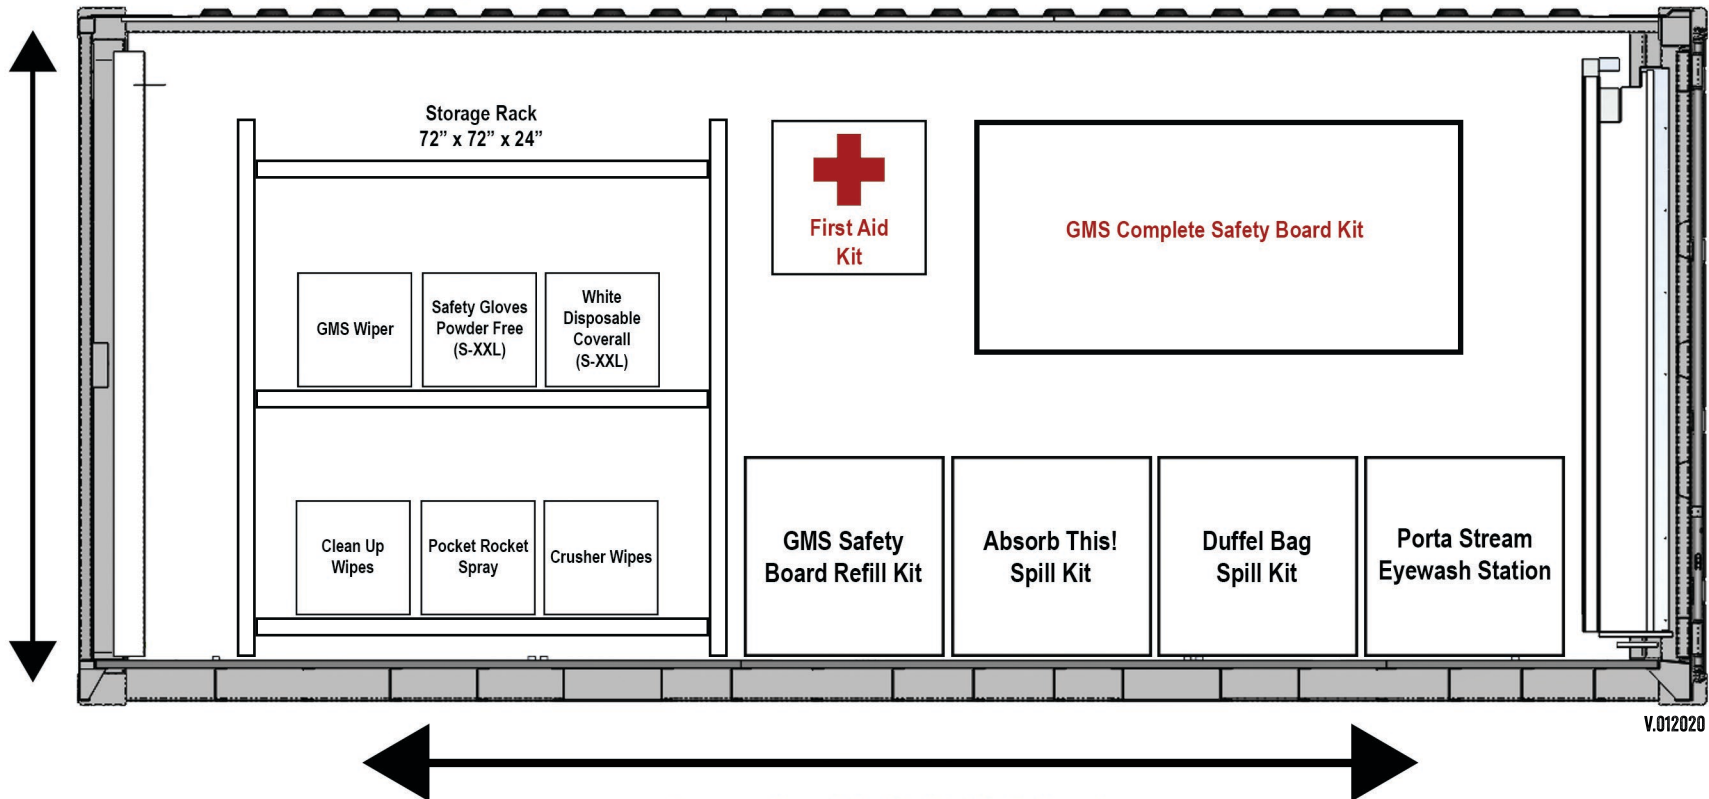 Storage Rack
72” x 72” x 24”
First Aid
Kit
GMS Complete Safety Board Kit
GMS Wiper
Safety Gloves
Powder Free
(S-XXL)
White
Disposable
Coverall
(S-XXL)
Clean Up
Wipes
Pocket Rocket
Spray
Crusher Wipes
GMS Safety
Board Refill Kit
Absorb This!
Spill Kit
Duffel Bag
Spill Kit
Porta Stream
Eyewash Station
V.012020